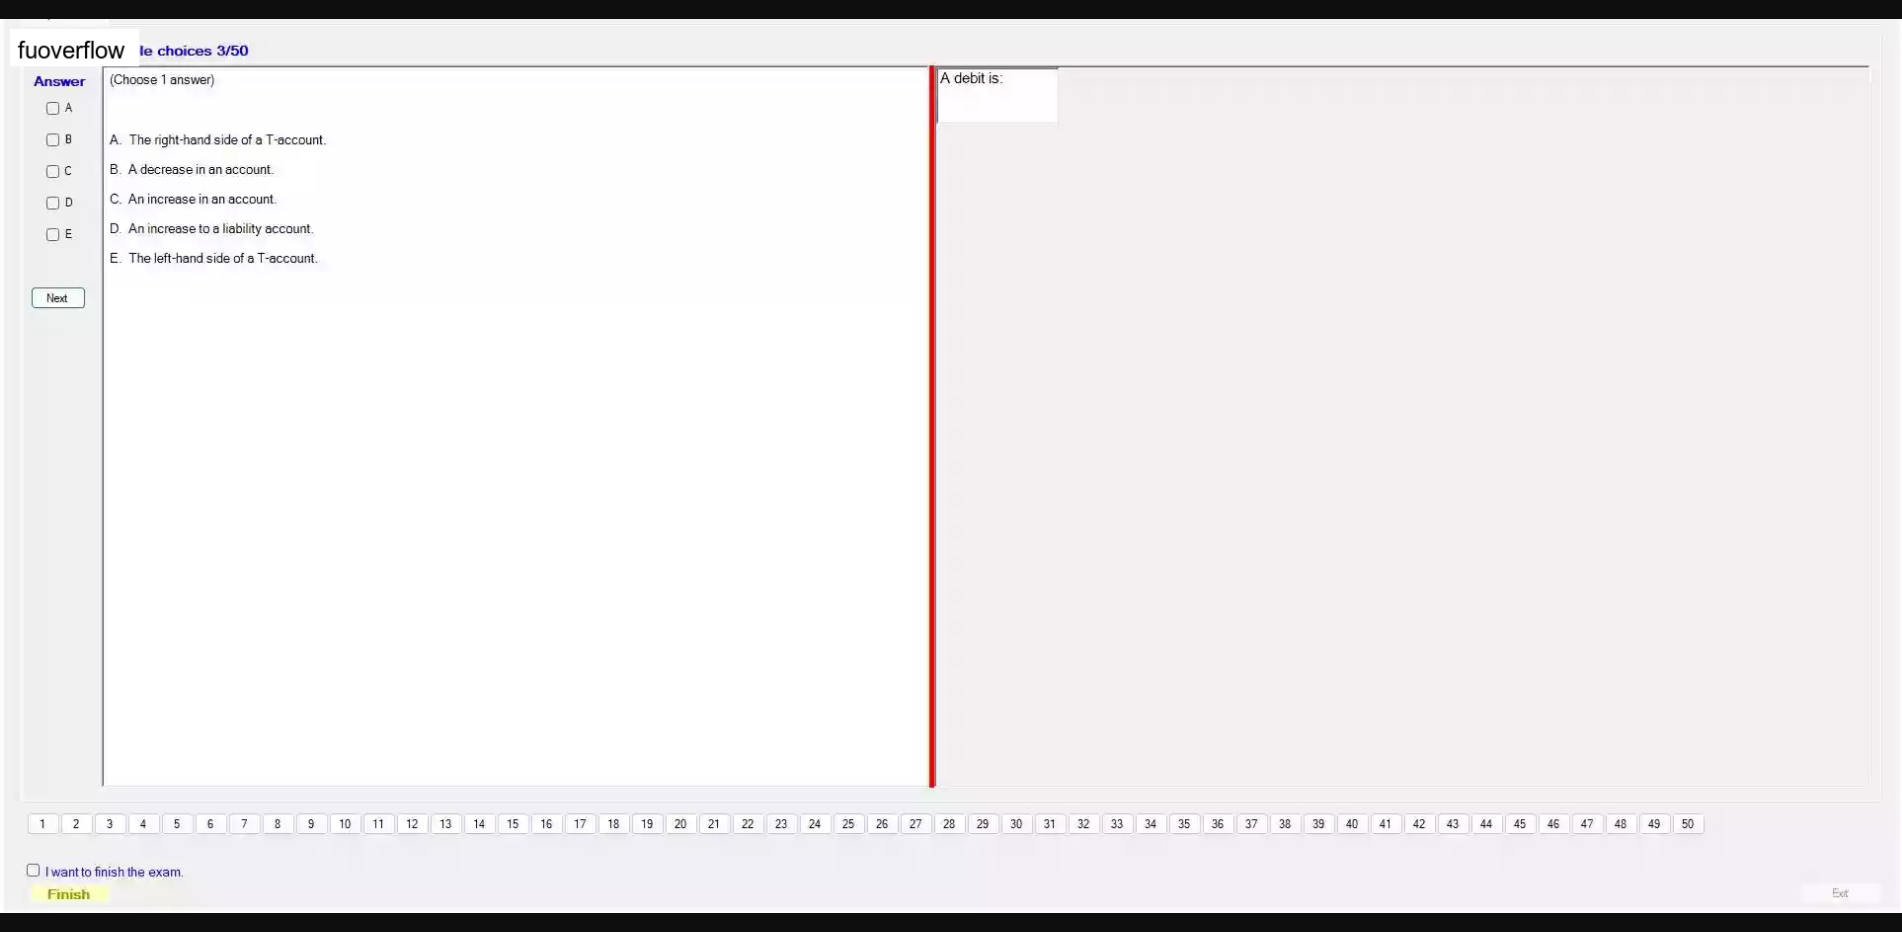 fuoverflow le choices 3/50
Answer
A
B
C
D
E
Next
(Choose 1 answer)
A. The right-hand side of a T-account.
B. A decrease in an account.
C. An increase in an account.
D. An increase to a liability account.
E. The left-hand side of a T-account.
A debit is:
1 2 3 4 5 6 7 8 9 10 11 12 13 14 15 16 17 18 19 20 21 22 23 24 25 26 27 28 29 30 31 32 33 34 35 36 37 38 39 40 41 42 43 44 45 46 47 48 49 50
I want to finish the exam.
Finish
Exit